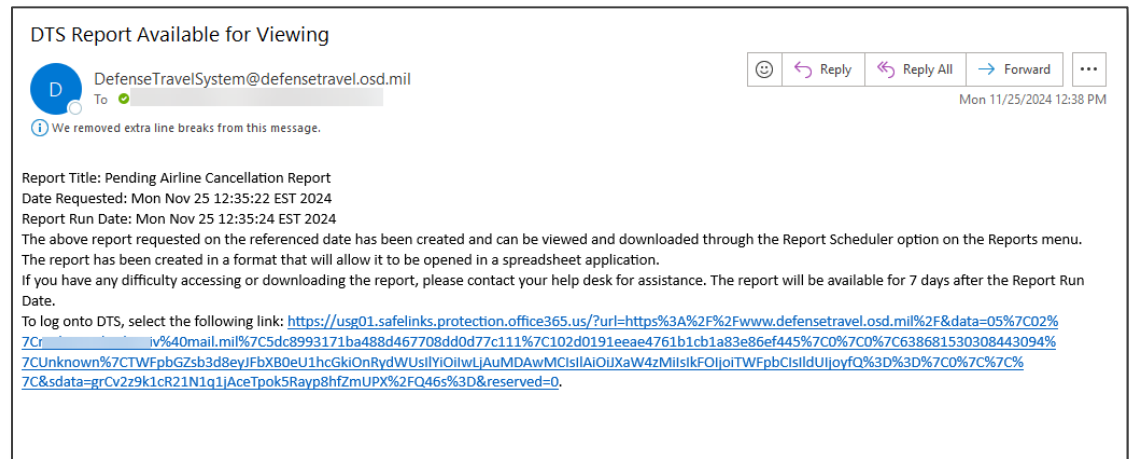 DTS Report Available for Viewing
D
DefenseTravelSystem@defensetravel.osd.mil
To
Reply
Reply All
Forward
Mon 11/25/2024 12:38 PM
We removed extra line breaks from this message.
Report Title: Pending Airline Cancellation Report
Date Requested: Mon Nov 25 12:35:22 EST 2024
Report Run Date: Mon Nov 25 12:35:24 EST 2024
The above report requested on the referenced date has been created and can be viewed and downloaded through the Report Scheduler option on the Reports menu.
The report has been created in a format that will allow it to be opened in a spreadsheet application.
If you have any difficulty accessing or downloading the report, please contact your help desk for assistance. The report will be available for 7 days after the Report Run
Date.
To log onto DTS, select the following link: https://usg01.safelinks.protection.office365.us/?url=https%3A%2F%2Fwww.defensetravel.osd.mil%2F&data=05%7C02%
iv%40mail.mil%7C5dc8993171ba488d467708dd0d77c111%7C102d0191eeae4761b1cb1a83e86ef445%7C0%7C0%7C638681530308443094%
7CUnknown%7CTWFpbGZsb3d8eyJFbXB0eU1hcGkiOnRydWUsIlYiOiIwLjAuMDAwMCIsIlAiOiJXaW4zMiIsIkFOIjoiTWFpbCIsIldUIjoyfQ%3D%3D%7C0%7C%7C%
7C&sdata=grCv2z9k1cR21N1q1jAceTpok5Rayp8hfZmUPX%2FQ46s%3D&reserved=0.